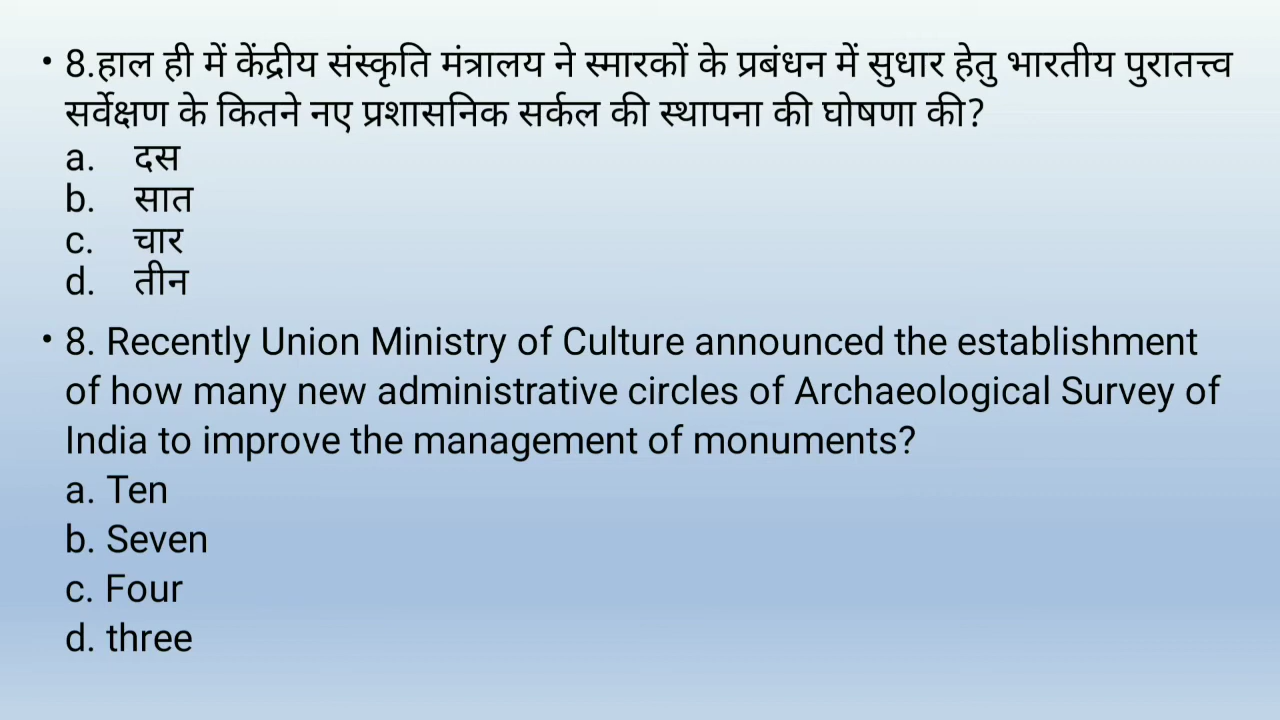 • 8.हाल ही में केंद्रीय संस्कृति मंत्रालय ने स्मारकों के प्रबंधन में सुधार हेतु भारतीय पुरातत्त्व
सर्वेक्षण के कितने नए प्रशासनिक सर्कल की स्थापना की घोषणा की?
a. दस
b. सात
c. चार
d. तीन
• 8. Recently Union Ministry of Culture announced the establishment
of how many new administrative circles of Archaeological Survey of
India to improve the management of monuments?
a. Ten
b. Seven
c. Four
d. three